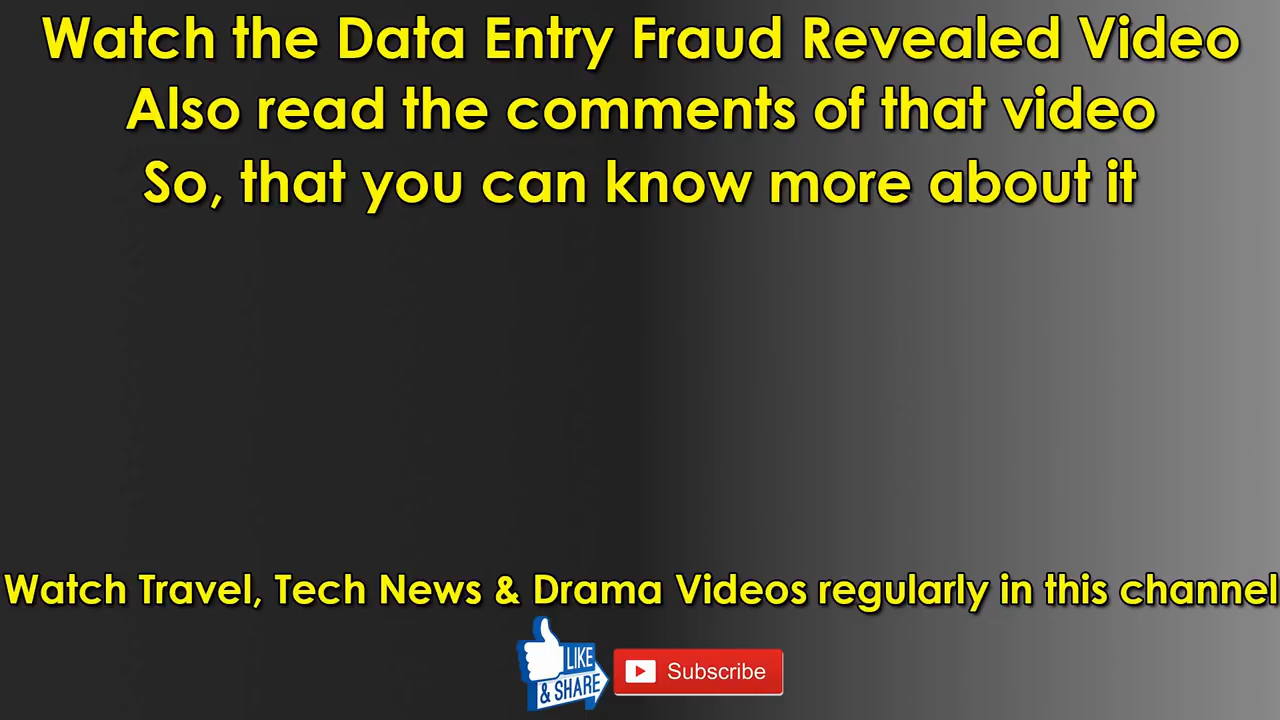 Watch the Data Entry Fraud Revealed Video
Also read the comments of that video
So, that you can know more about it
Watch Travel, Tech News & Drama Videos regularly in this channel
LIKE
& SHARE
Subscribe